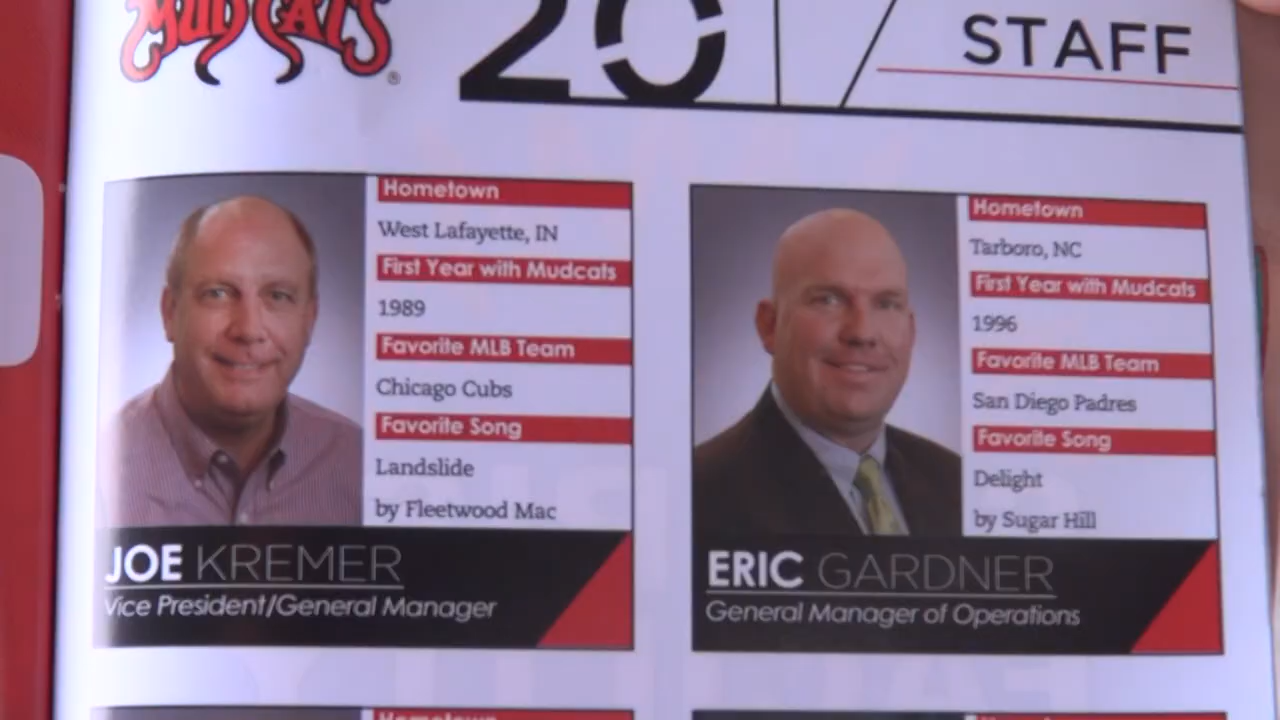 MUDCATS®
20
STAFF
Hometown
West Lafayette, IN
First Year with Mudcats
1989
Favorite MLB Team
Chicago Cubs
Favorite Song
Landslide
by Fleetwood Mac
JOE KREMER
Vice President/General Manager
Hometown
Tarboro, NC
First Year with Mudcats
1996
Favorite MLB Team
San Diego Padres
Favorite Song
Delight
by Sugar Hill
ERIC GARDNER
General Manager of Operations
Hometown